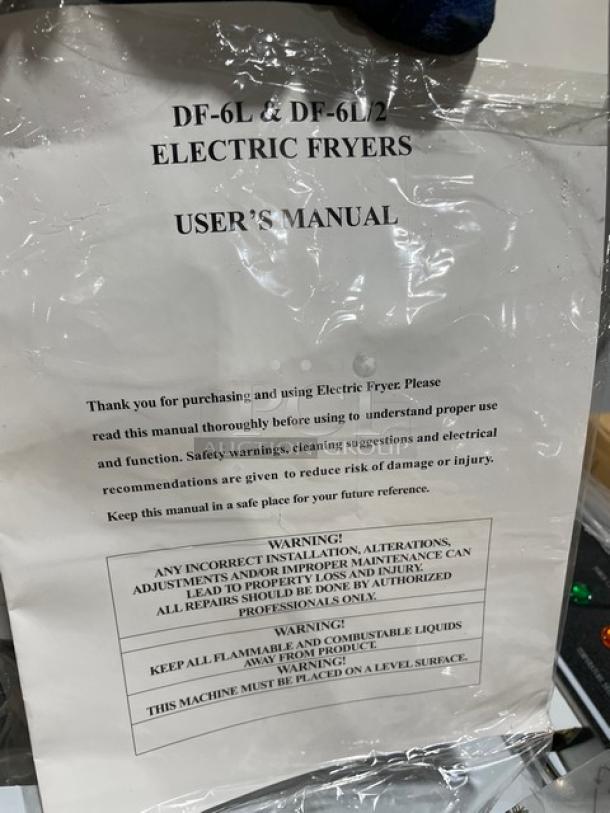 DF-6L & DF-6L/2
ELECTRIC FRYERS
USER'S MANUAL
Thank you for purchasing and using Electric Fryer. Please
read this manual thoroughly before using to understand proper use
and function. Safety warnings, cleaning suggestions and electrical
recommendations are given to reduce risk of damage or injury.
Keep this manual in a safe place for your future reference.
PCI
AUCTION GROUP
WARNING!
ANY INCORRECT INSTALLATION, ALTERATIONS,
ADJUSTMENTS AND/OR IMPROPER MAINTENANCE CAN
LEAD TO PROPERTY LOSS AND INJURY.
ALL REPAIRS SHOULD BE DONE BY AUTHORIZED
PROFESSIONALS ONLY.
WARNING!
KEEP ALL FLAMMABLE AND COMBUSTABLE LIQUIDS
AWAY FROM PRODUCT.
WARNING!
THIS MACHINE MUST BE PLACED ON A LEVEL SURFACE.